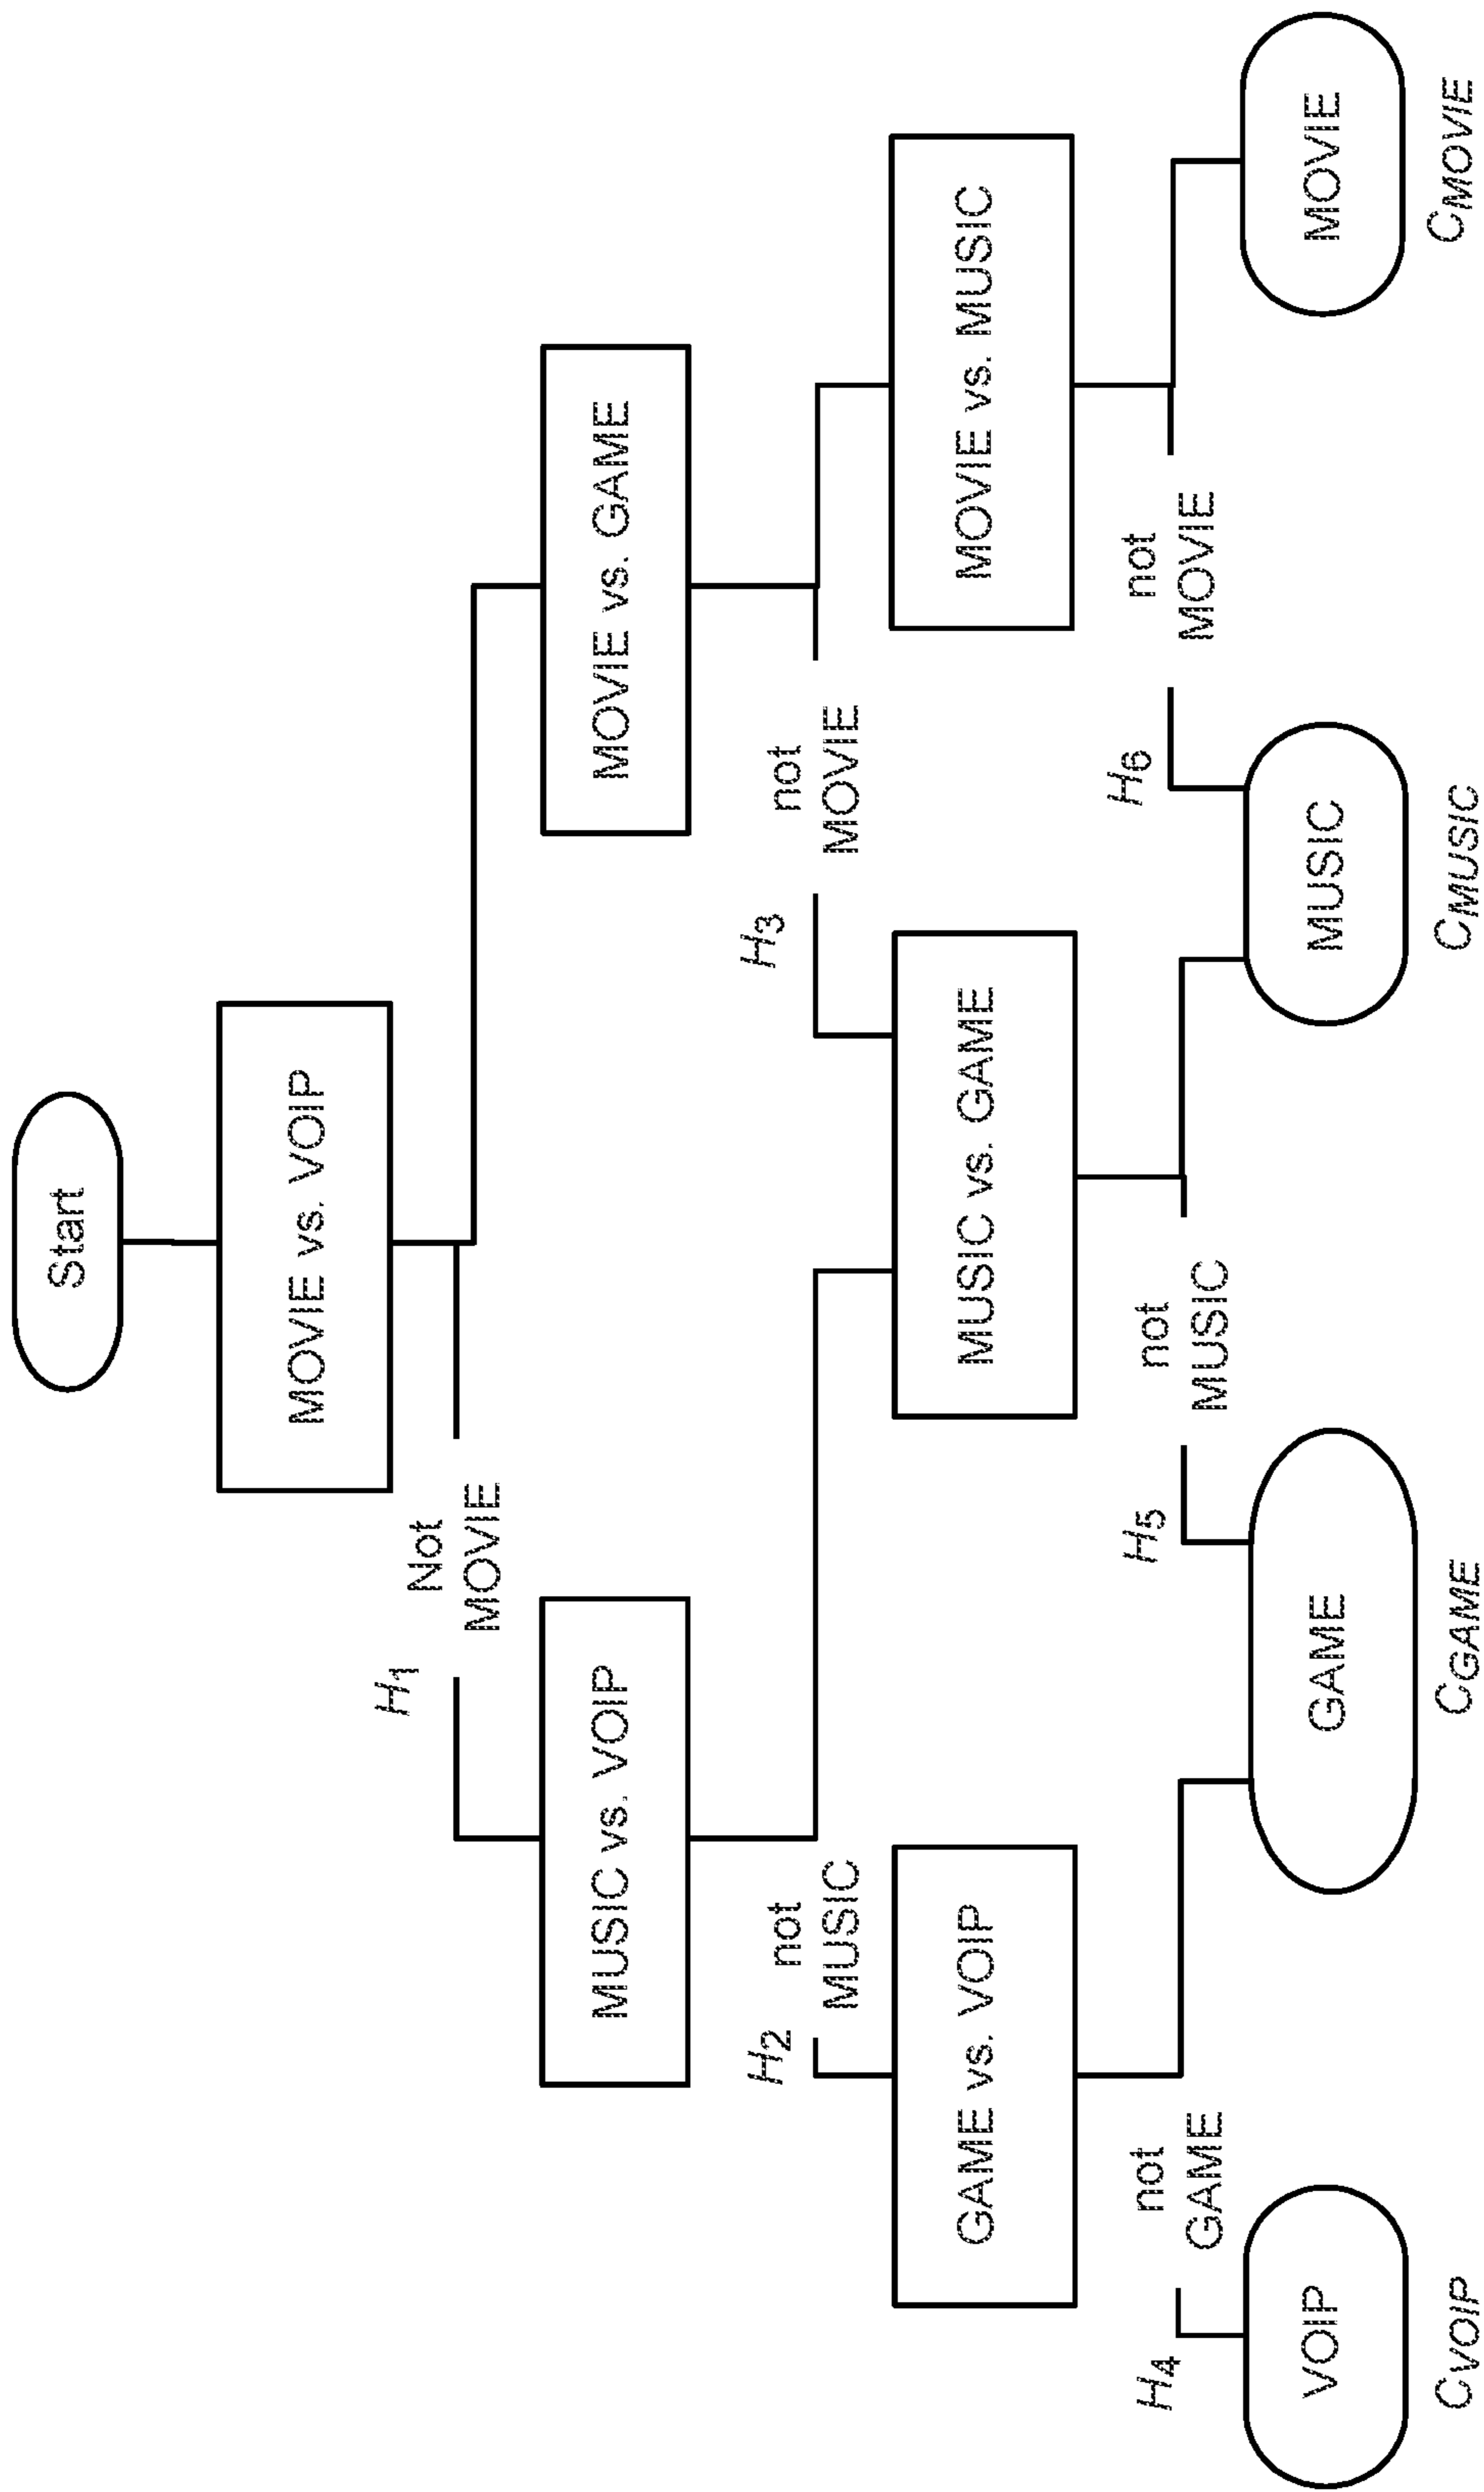 Start
MOVIE vs. VOIP
H1
Not
MOVIE
MUSIC vs. VOIP
MOVIE vs. GAME
H2
not
MUSIC
H3
not
MOVIE
GAME vs. VOIP
MUSIC vs. GAME
MOVIE vs. MUSIC
H4
not
GAME
H5
not
MUSIC
H6
not
MOVIE
VOIP
GAME
MUSIC
MOVIE
CVOIP
CGAME
CMUSIC
CMOVIE